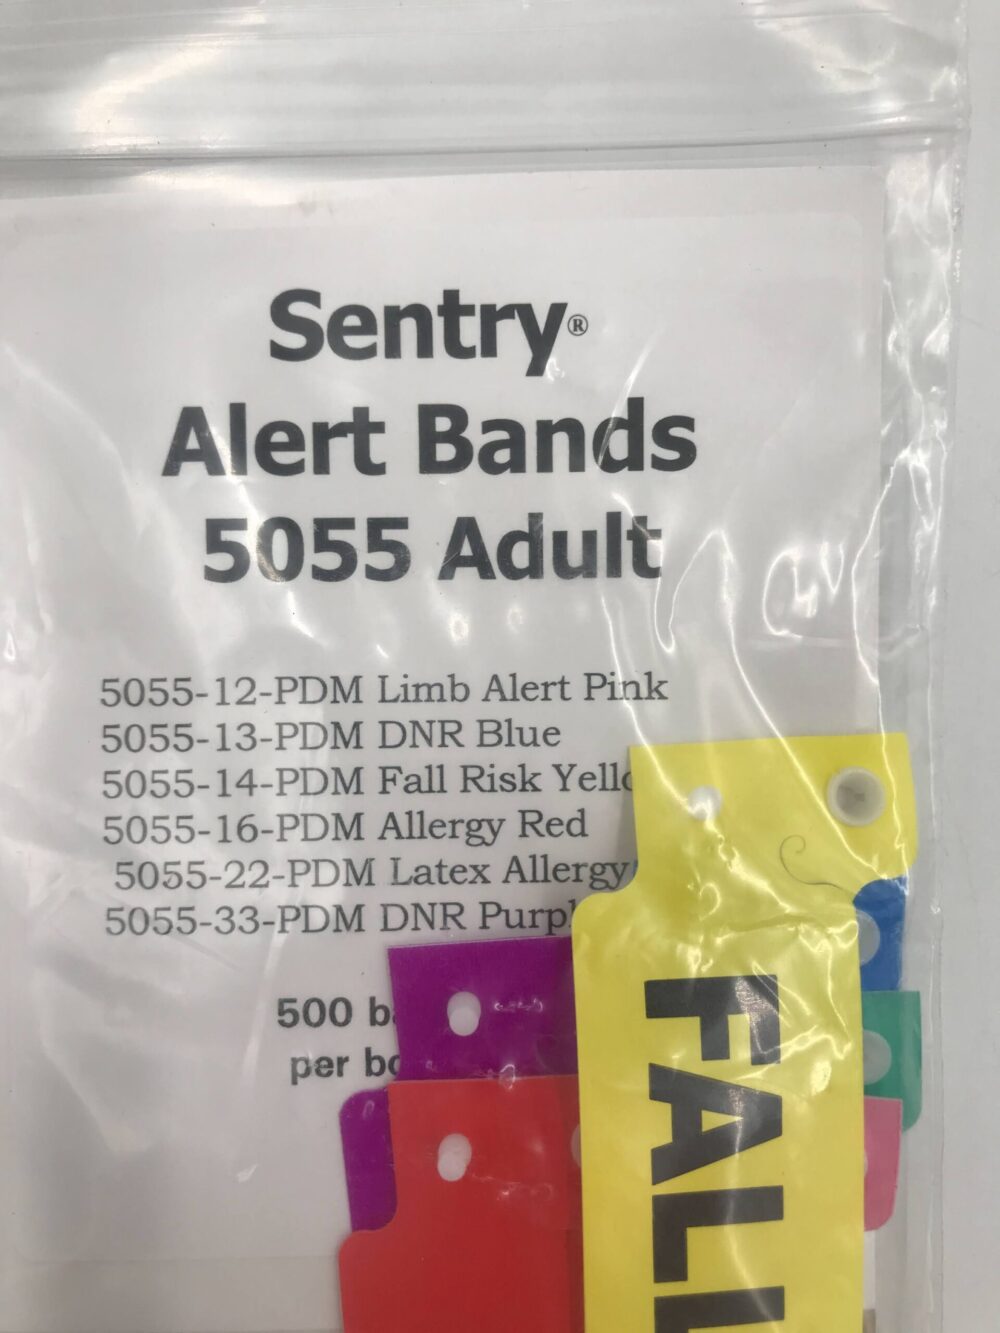 Sentry®
Alert Bands
5055 Adult
5055-12-PDM Limb Alert Pink
5055-13-PDM DNR Blue
5055-14-PDM Fall Risk
5055-16-PDM Allergy Red
5055-22-PDM Latex Allergy
5055-33-PDM DNR
500
per
FALL